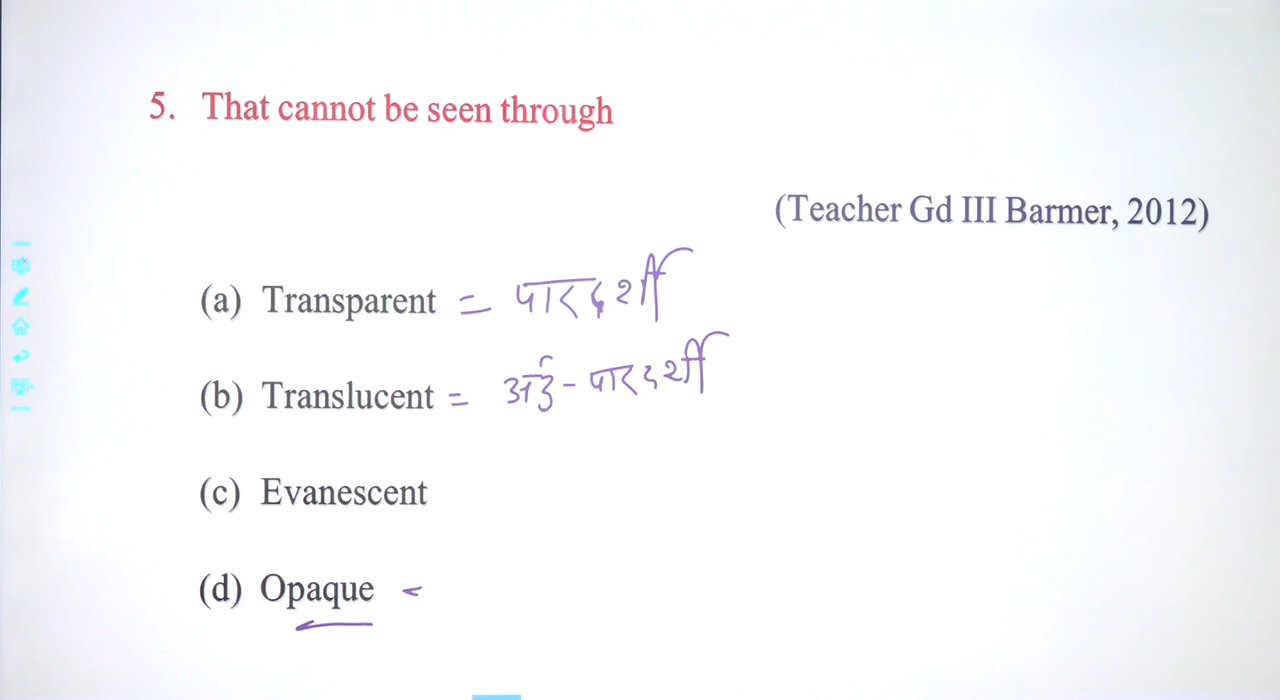 5. That cannot be seen through
(Teacher Gd III Barmer, 2012)
(a) Transparent = पारदर्शी
(b) Translucent = अर्द्ध - पारदर्शी
(c) Evanescent
(d) Opaque